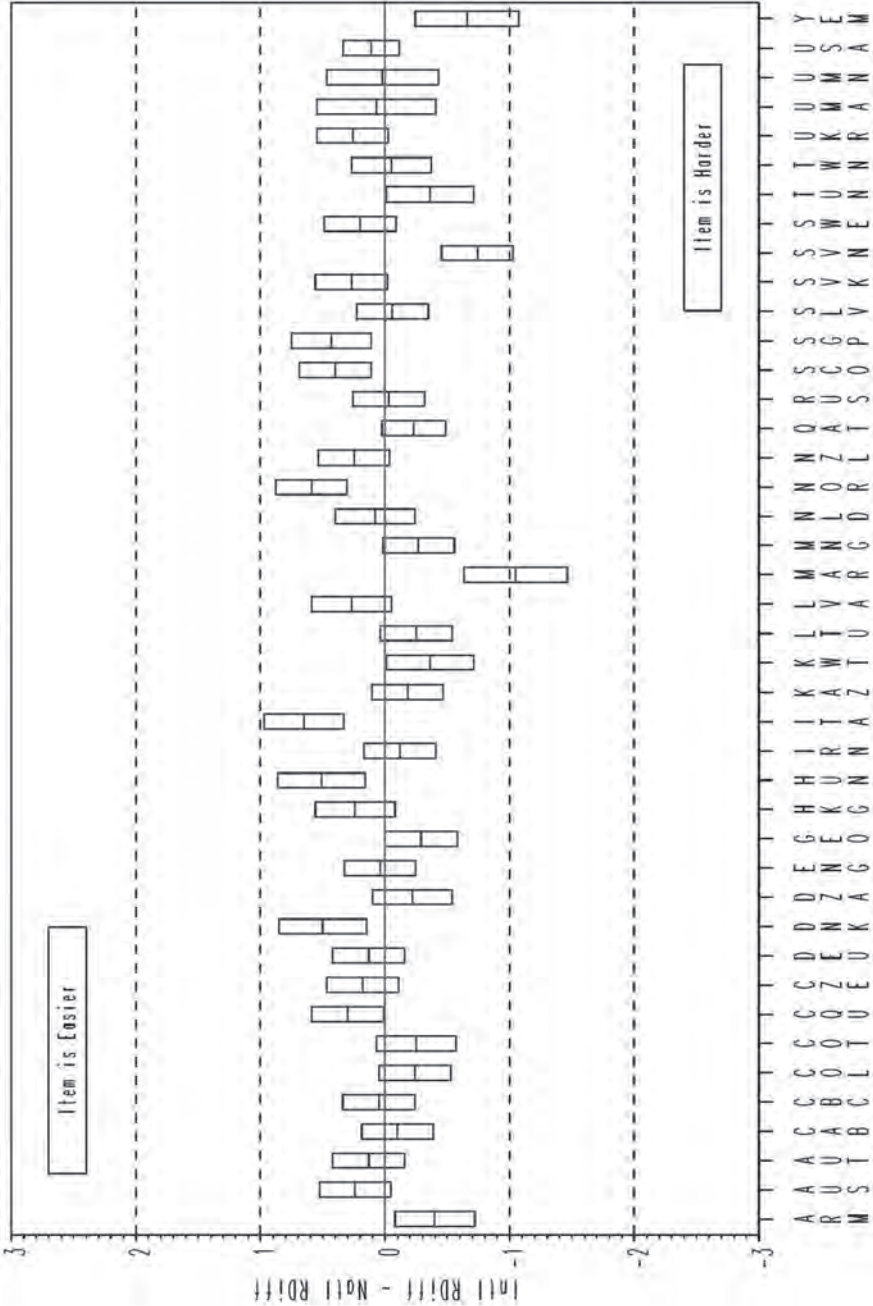 3
2
1
0
-1
-2
-3
Intl RDiff - Natl RDiff
Item is Easier
Item is Harder
A A A C C C C C C D D D E G H H I I K K L L M M N N N Q R S S S S S S T T U U U U Y
R U U A B O O Q Z E N Z N E K U R T A W T V A N L O Z A U C G L V V W U W K M M S E
M S T B C L T U E U K A G O G N N A Z T U A R G D R L T S O P V K N E N N R A N A M